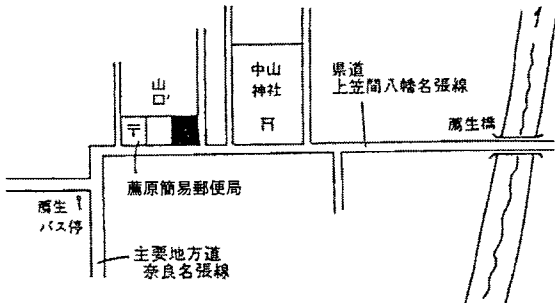 山
口
中山
神社
県道
上笠間八幡名張線
薦生橋
〒
薦原簡易郵便局
薦生
バス停
主要地方道
奈良名張線